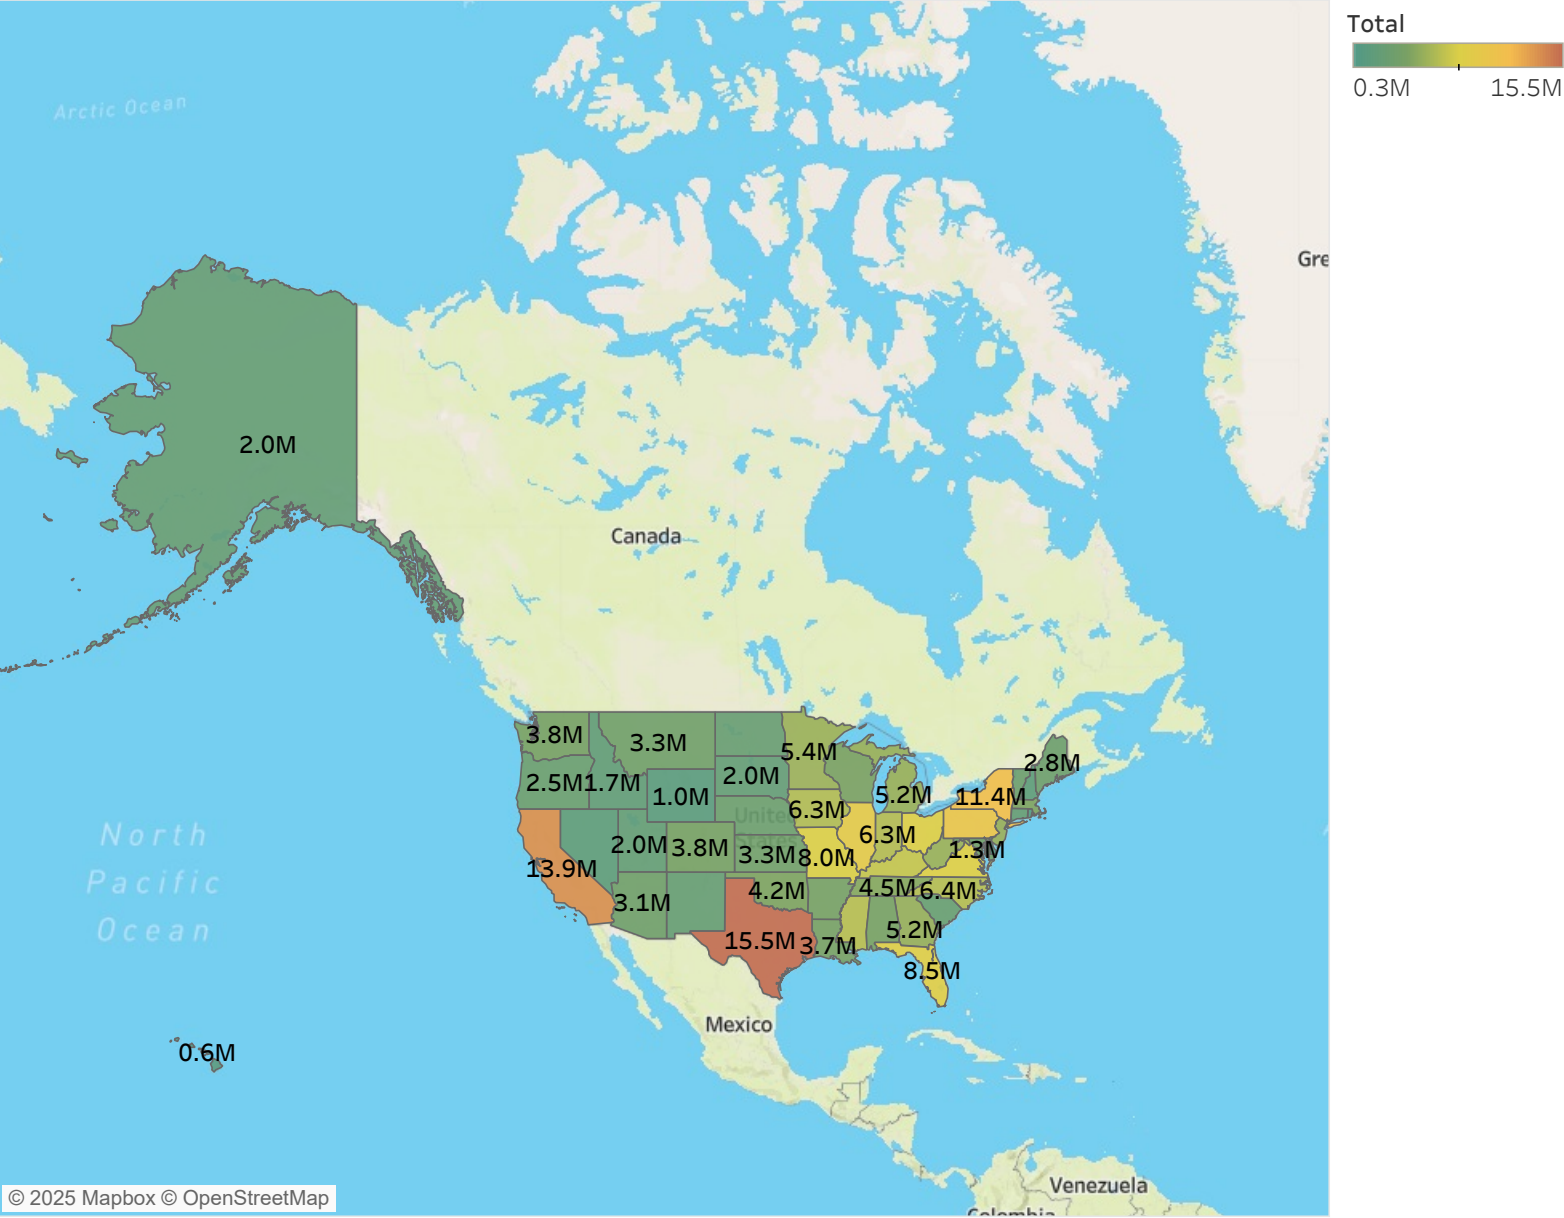 Total
0.3M 15.5M
Arctic Ocean
Gre
2.0M
Canada
3.8M
3.3M
5.4M
2.8M
2.5M
1.7M
1.0M
2.0M
5.2M
11.4M
6.3M
United
States
North
Pacific
Ocean
13.9M
2.0M
3.8M
3.3M
8.0M
6.3M
1.3M
3.1M
4.2M
4.5M
6.4M
15.5M
3.7M
5.2M
8.5M
Mexico
0.6M
Venezuela
Colombia
© 2025 Mapbox © OpenStreetMap